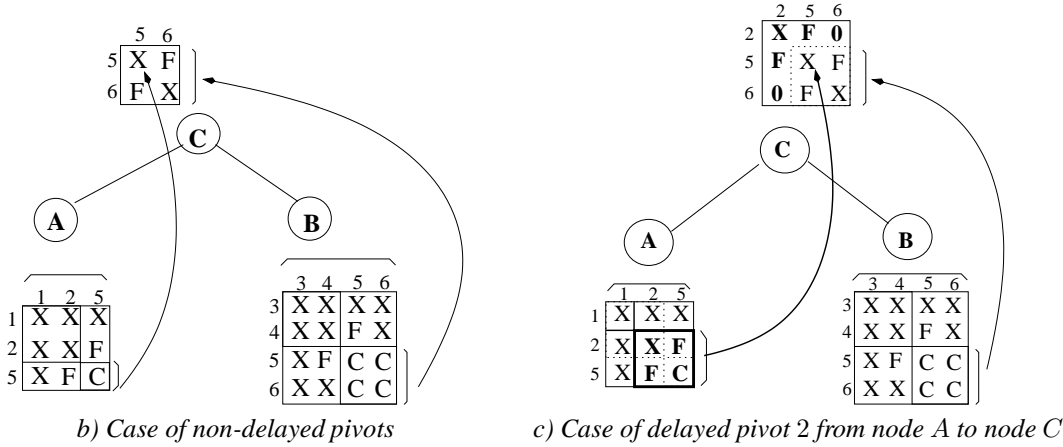 5 6
5 X F
6 F X
C
A
B
1 2 5
1 X X X
2 X X F
5 X F C
3 4 5 6
3 X X X X
4 X X F X
5 X F C C
6 X X C C
b) Case of non-delayed pivots
2 5 6
2 X F 0
5 F X F
6 0 F X
C
A
B
1 2 5
1 X X X
2 X X F
5 X F C
3 4 5 6
3 X X X X
4 X X F X
5 X F C C
6 X X C C
c) Case of delayed pivot 2 from node A to node C